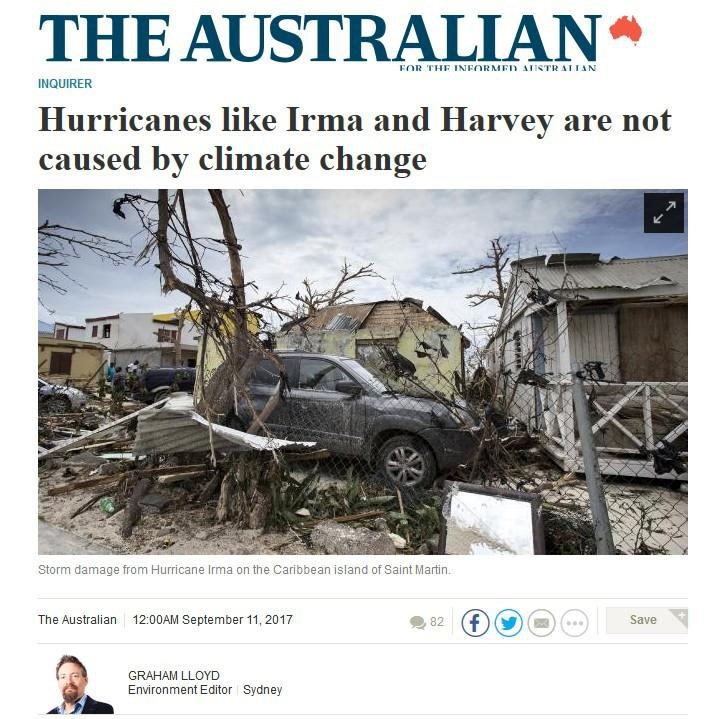 THE AUSTRALIAN
FOR THE INFORMED AUSTRALIAN
INQUIRER
Hurricanes like Irma and Harvey are not
caused by climate change
Storm damage from Hurricane Irma on the Caribbean island of Saint Martin.
The Australian | 12:00AM September 11, 2017
82
Save
GRAHAM LLOYD
Environment Editor | Sydney